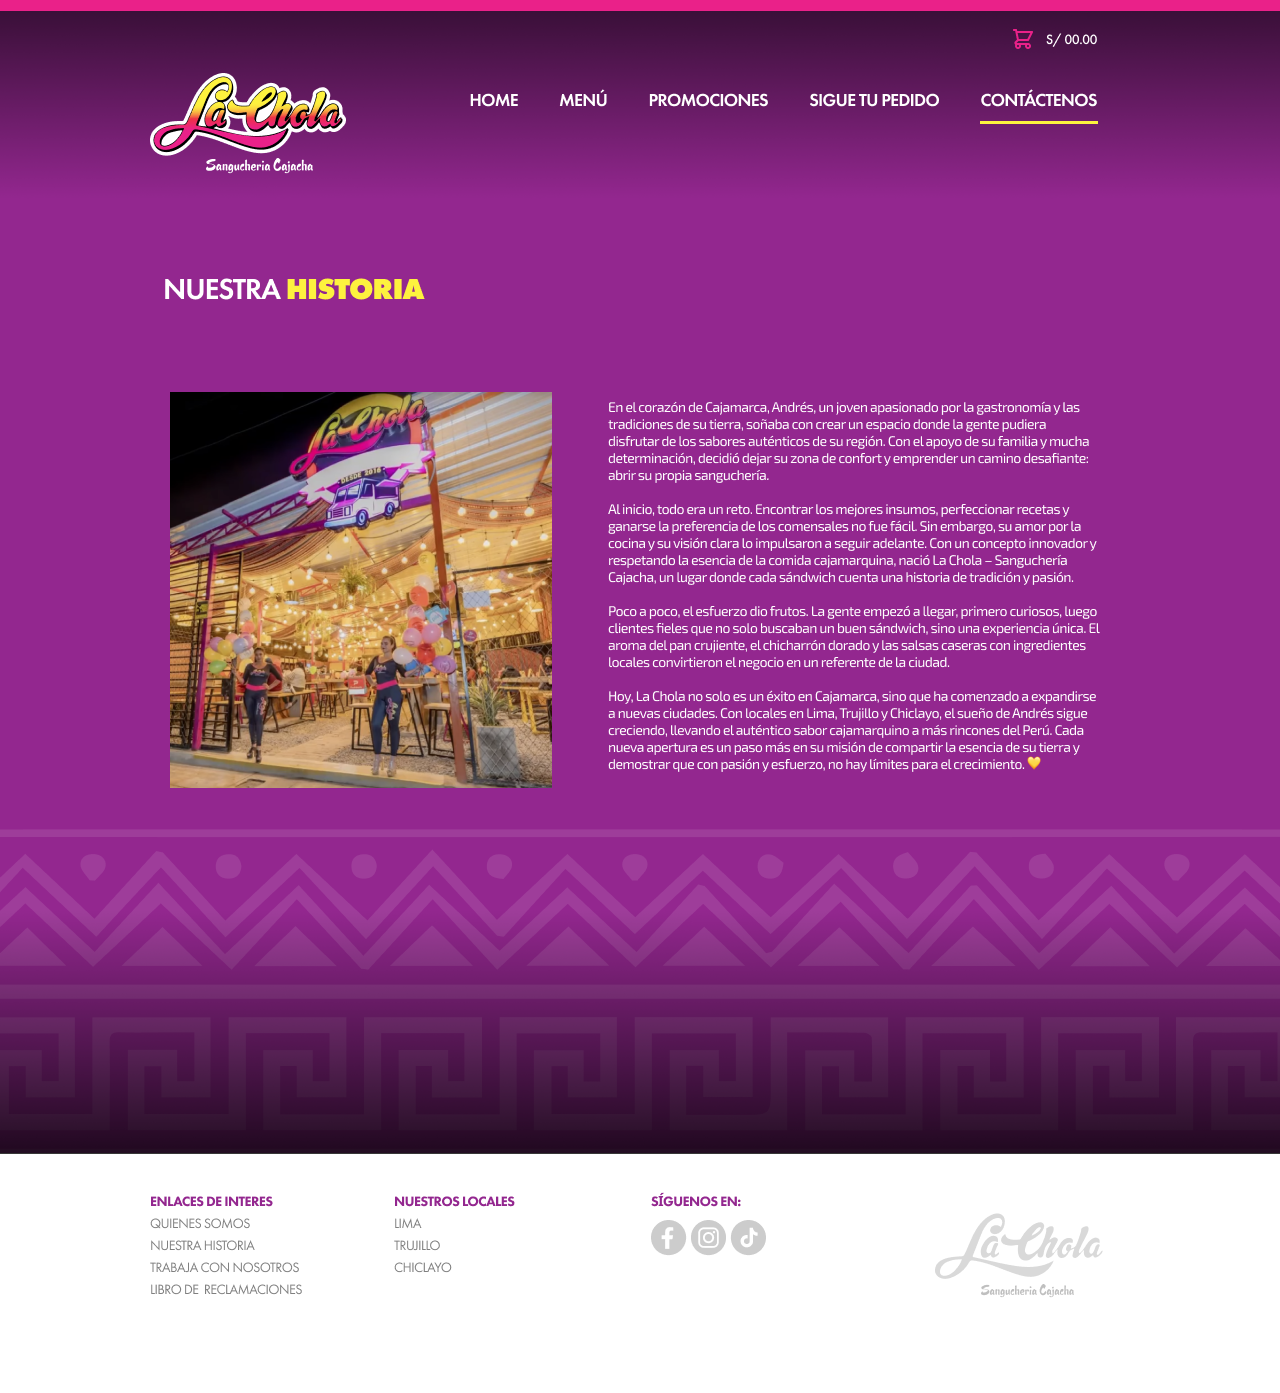 S/ 00.00
La Chola
Sangucheria Cajacha
HOME MENÚ PROMOCIONES SIGUE TU PEDIDO CONTÁCTENOS
NUESTRA HISTORIA
La Chola
DESDE 2016
En el corazón de Cajamarca, Andrés, un joven apasionado por la gastronomía y las
tradiciones de su tierra, soñaba con crear un espacio donde la gente pudiera
disfrutar de los sabores auténticos de su región. Con el apoyo de su familia y mucha
determinación, decidió dejar su zona de confort y emprender un camino desafiante:
abrir su propia sanguchería.
Al inicio, todo era un reto. Encontrar los mejores insumos, perfeccionar recetas y
ganarse la preferencia de los comensales no fue fácil. Sin embargo, su amor por la
cocina y su visión clara lo impulsaron a seguir adelante. Con un concepto innovador y
respetando la esencia de la comida cajamarquina, nació La Chola – Sanguchería
Cajacha, un lugar donde cada sándwich cuenta una historia de tradición y pasión.
Poco a poco, el esfuerzo dio frutos. La gente empezó a llegar, primero curiosos, luego
clientes fieles que no solo buscaban un buen sándwich, sino una experiencia única. El
aroma del pan crujiente, el chicharrón dorado y las salsas caseras con ingredientes
locales convirtieron el negocio en un referente de la ciudad.
Hoy, La Chola no solo es un éxito en Cajamarca, sino que ha comenzado a expandirse
a nuevas ciudades. Con locales en Lima, Trujillo y Chiclayo, el sueño de Andrés sigue
creciendo, llevando el auténtico sabor cajamarquino a más rincones del Perú. Cada
nueva apertura es un paso más en su misión de compartir la esencia de su tierra y
demostrar que con pasión y esfuerzo, no hay límites para el crecimiento. 💛
ENLACES DE INTERES
QUIENES SOMOS
NUESTRA HISTORIA
TRABAJA CON NOSOTROS
LIBRO DE RECLAMACIONES
NUESTROS LOCALES
LIMA
TRUJILLO
CHICLAYO
SÍGUENOS EN:
La Chola
Sangucheria Cajacha